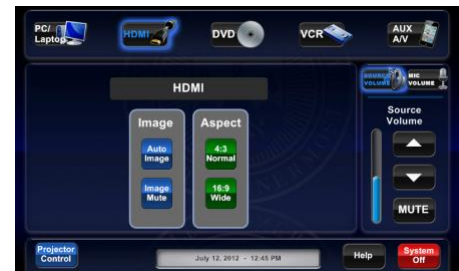 PC/
Laptop
HDMI
DVD
VCR
AUX
A/V
HDMI
Image
Auto
Image
Image
Mute
Aspect
4:3
Normal
16:9
Wide
SOURCE
VOLUME
MIC
VOLUME
Source
Volume
MUTE
Projector
Control
July 12, 2012 - 12:45 PM
Help
System
Off